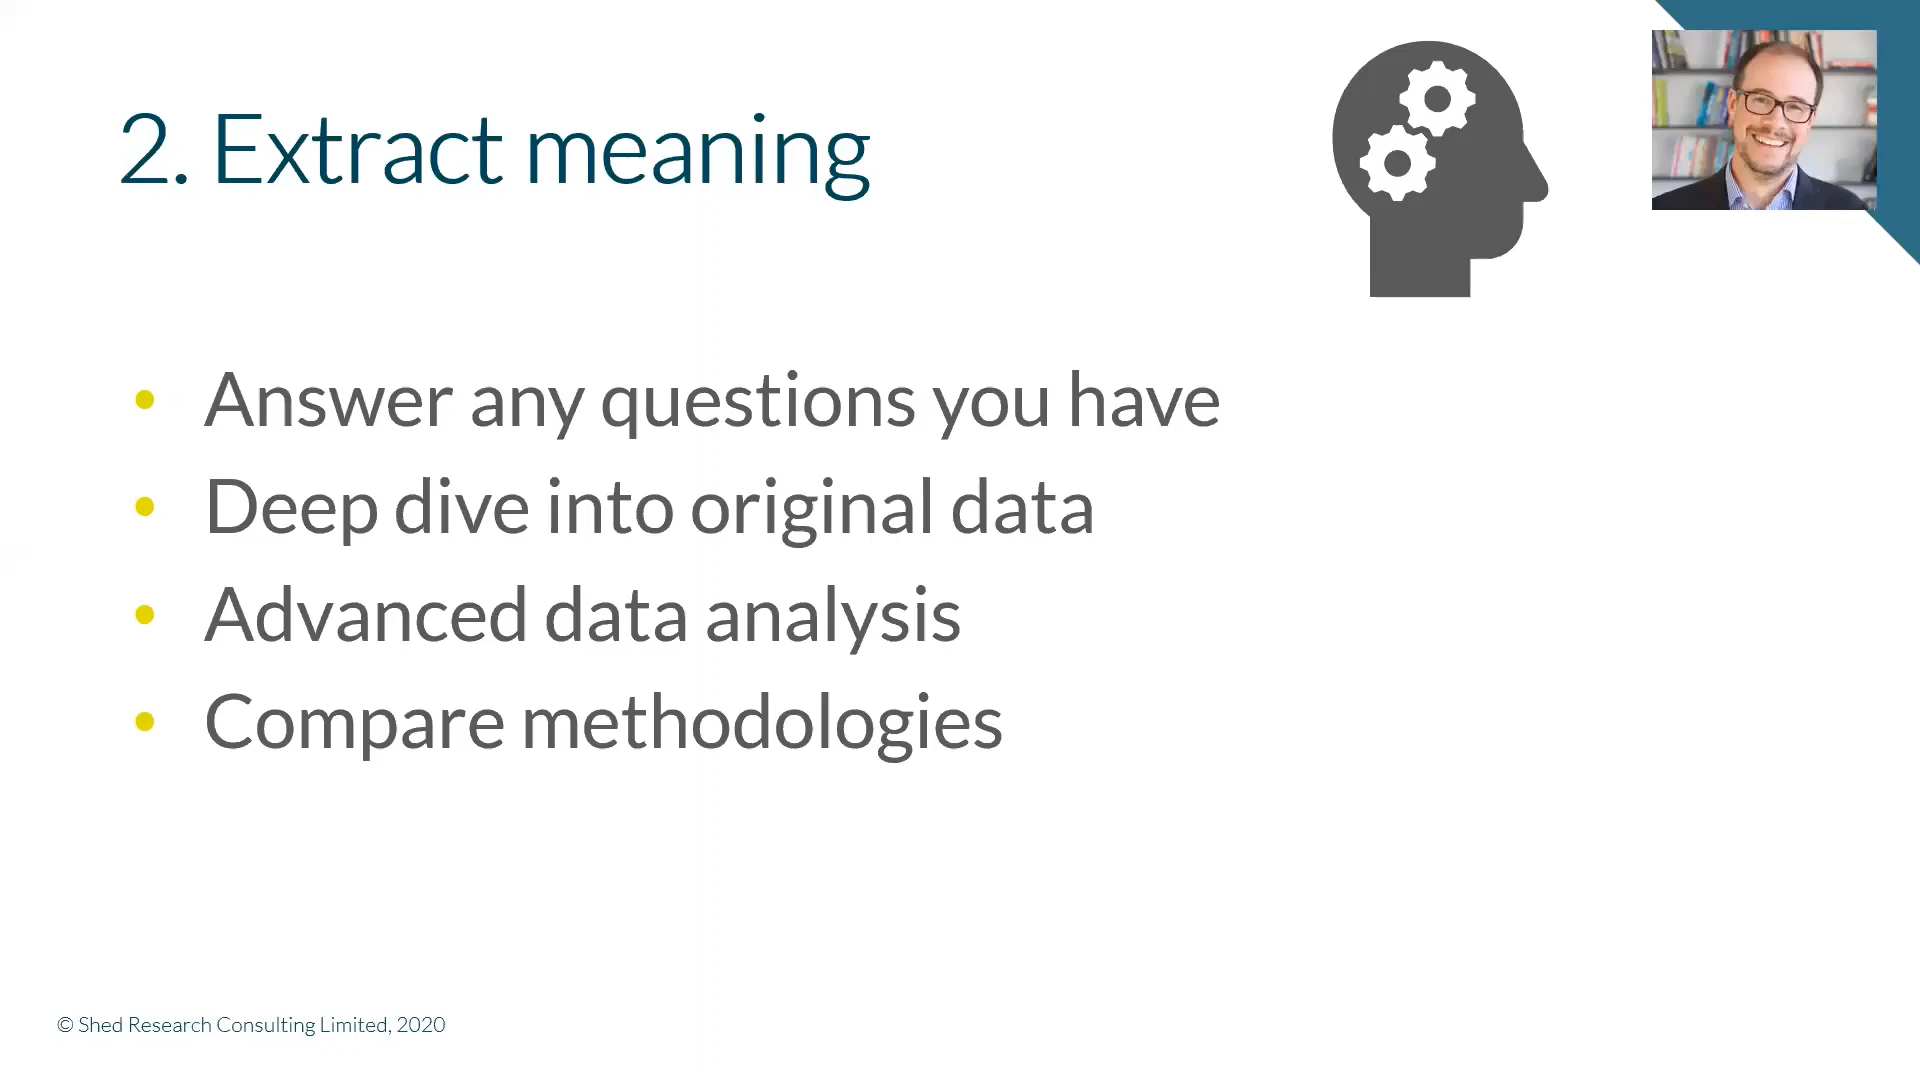 2. Extract meaning
• Answer any questions you have
• Deep dive into original data
• Advanced data analysis
• Compare methodologies
© Shed Research Consulting Limited, 2020